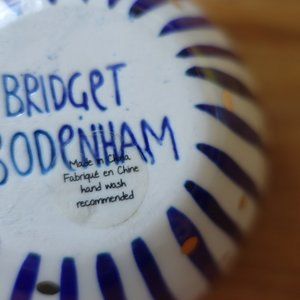 BRIDGET
BODENHAM
Made in China
Fabriqué en Chine
hand wash
recommended